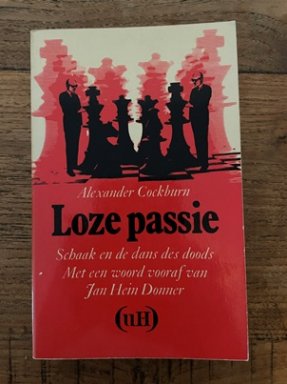 Alexander Cockburn
Loze passie
Schaak en de dans des doods
Met een woord vooraf van
Jan Hein Donner
(uH)